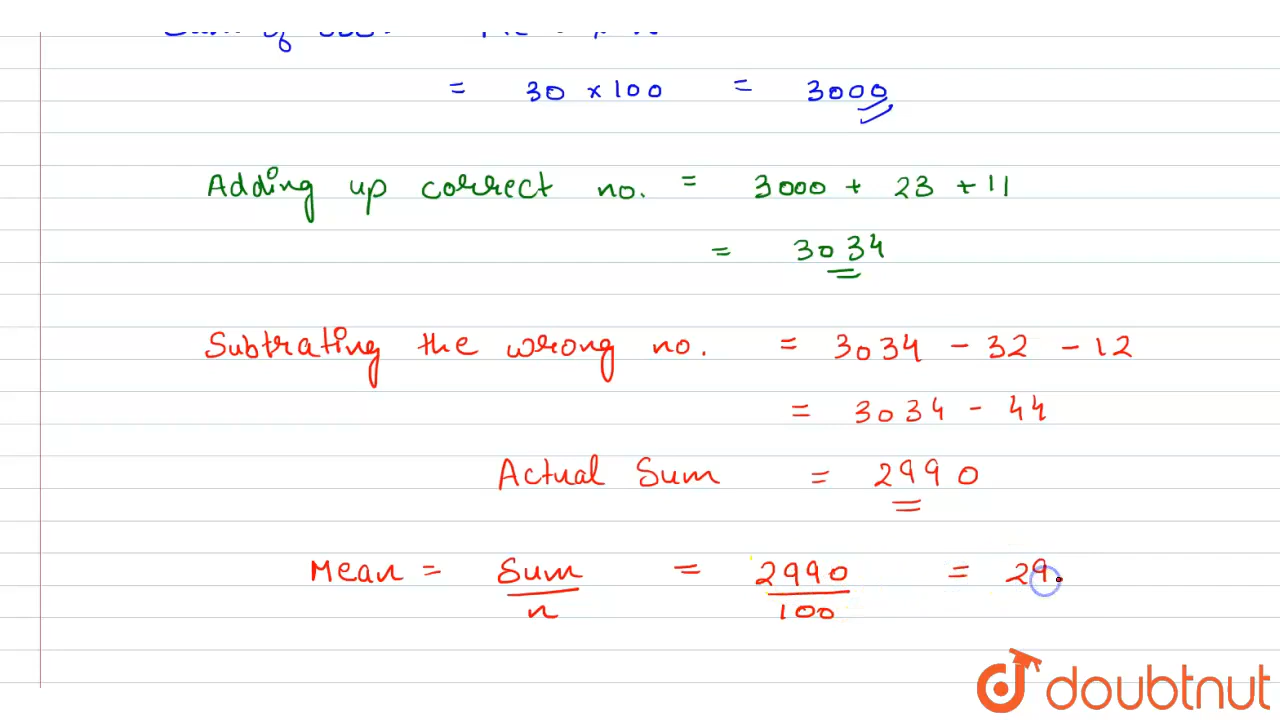 = 30 × 100 = 3000
Adding up correct no. = 3000 + 23 + 11
= 3034
Subtrating the wrong no. = 3034 - 32 - 12
= 3034 - 44
Actual Sum = 2990
Mean = Sum/n = 2990/100 = 29.
doubtnut